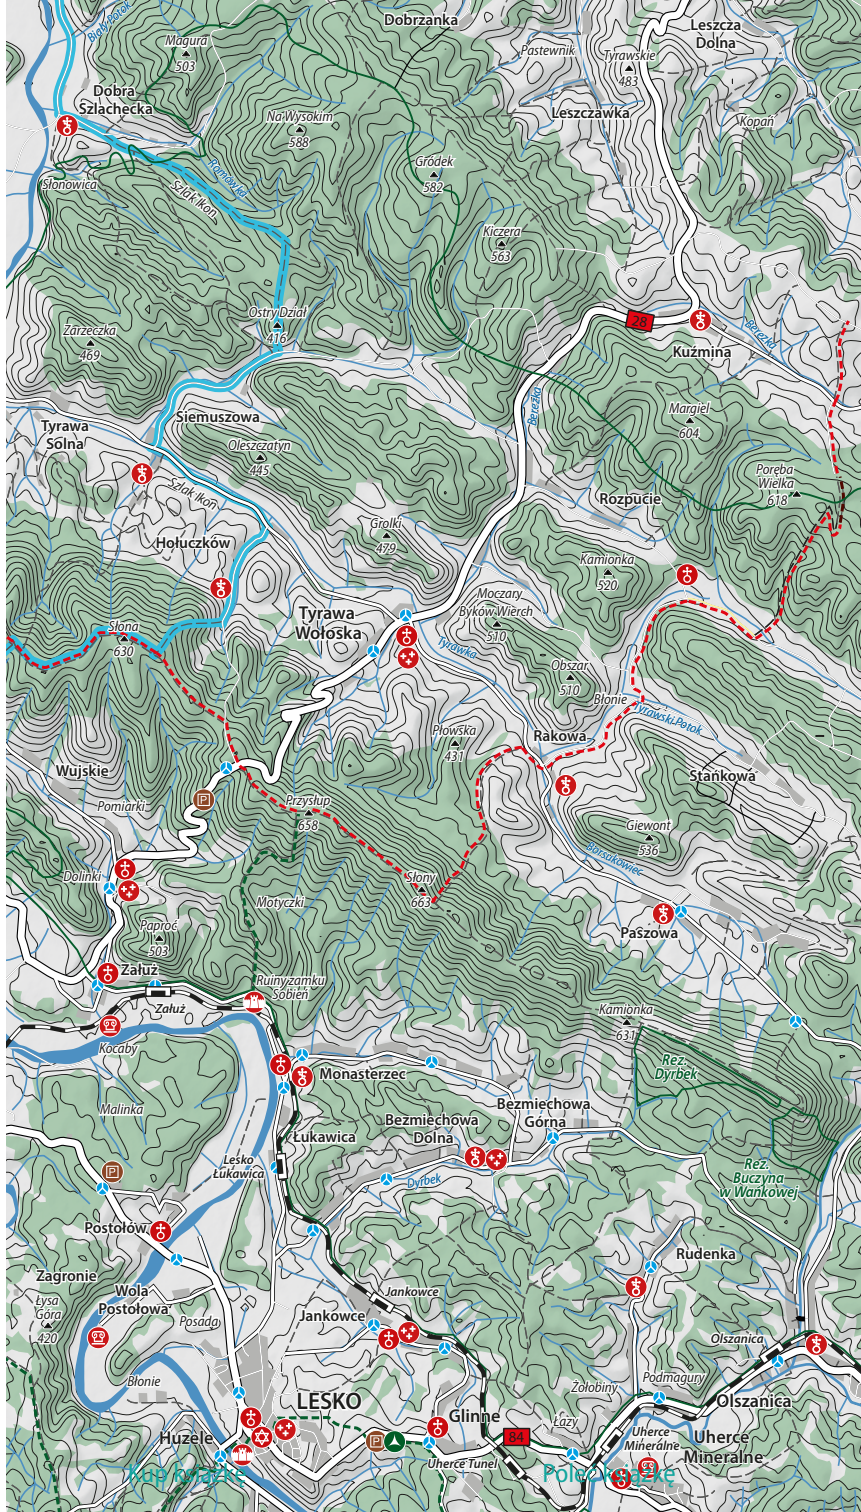 Biały Potok
Dobrzanka
Leszcza
Dolna
Magura
503
Pastewnik
Tyrawskie
483
Dobra
Szlachecka
Na Wysokim
588
Leszczawka
Kopań
Słonowica
Romówka
Szlak Ikon
Gródek
582
Kiczera
563
Ostry Dział
416
Zarzeczka
469
28
Berezka
Kuźmina
Siemuszowa
Tyrawa
Solna
Oleszczatyn
445
Berezka
Margiel
604
Szlak Ikon
Poręba
Wielka
618
Rozpucie
Grolki
479
Hołuczków
Kamionka
520
Moczary
Tyrawa
Wołoska
Byków Wierch
510
Słona
630
Tyrawka
Obszar
510
Błonie
Tyrawski Potok
Płowska
431
Rakowa
Wujskie
Stańkowa
Pomiarki
P
Przysłup
658
Giewont
536
Borsukowiec
Dolinki
Słony
663
Motyczki
Paproć
503
Paszowa
Załuż
Ruiny zamku
Sobień
Załuż
Kamionka
631
Kocaby
Rez.
Dyrbek
Monasterzec
Malinka
Bezmiechowa
Górna
Bezmiechowa
Dolna
Łukawica
Lesko
Łukawica
P
Dyrbek
Rez.
Buczyna
w Wańkowej
Postołów
Rudenka
Zagronie
Wola
Postołowa
Łysa
Góra
420
Posada
Jankowce
Jankowce
Olszanica
Błonie
Żołobiny
Podmagury
LESKO
Olszanica
Glinne
Łazy
Huzele
P
84
Uherce
Mineralne
Uherce
Mineralne
Uherce Tunel
Kup książkę
Poleć książkę